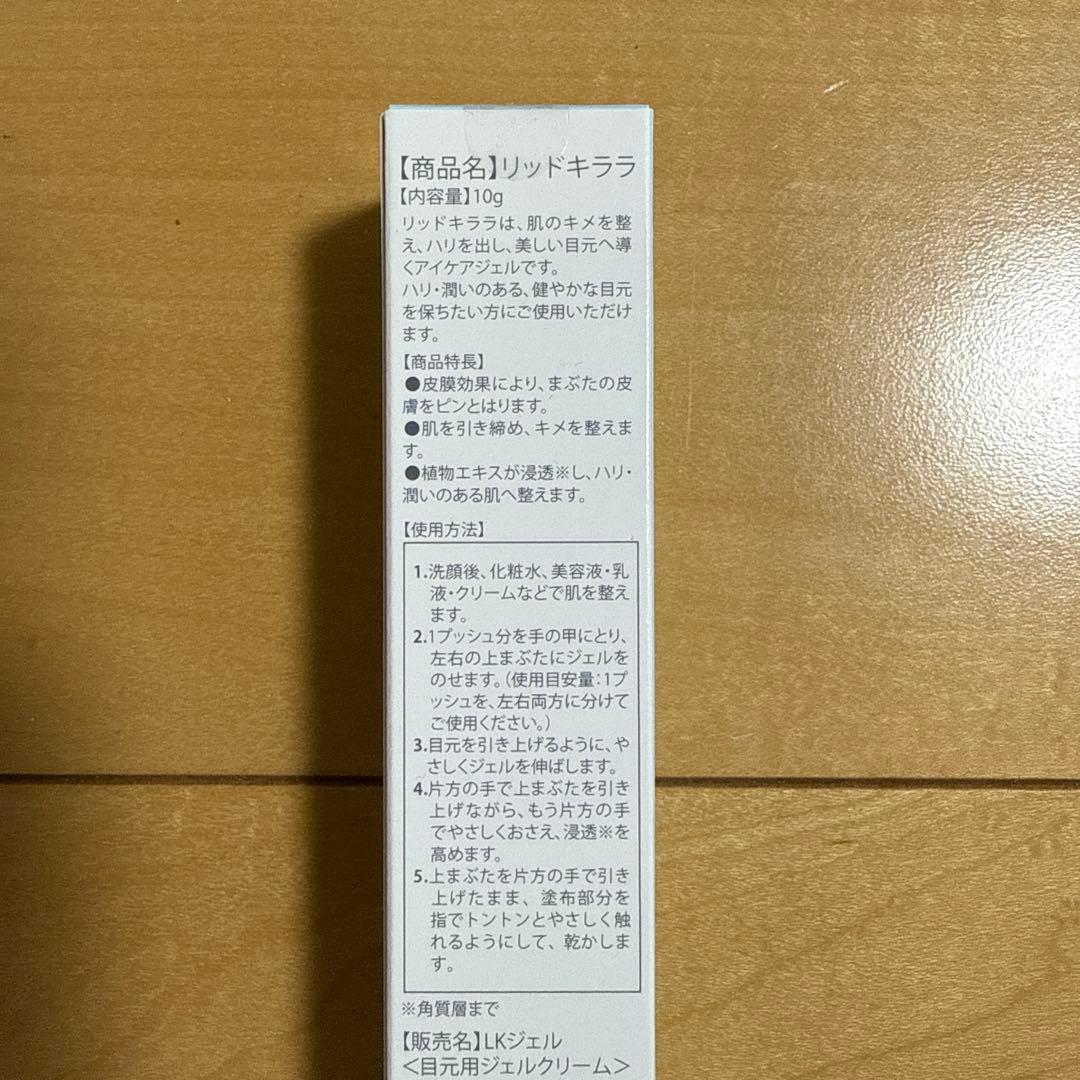 【商品名】リッドキララ
【内容量】10g
リッドキララは、肌のキメを整
え、ハリを出し、美しい目元へ導
くアイケアジェルです。
ハリ・潤いのある、健やかな目元
を保ちたい方にご使用いただけ
ます。
【商品特長】
●皮膜効果により、まぶたの皮
膚をピンとはります。
●肌を引き締め、キメを整えま
す。
●植物エキスが浸透※し、ハリ・
潤いのある肌へ整えます。
【使用方法】
1.洗顔後、化粧水、美容液・乳
液・クリームなどで肌を整え
ます。
2.1プッシュ分を手の甲にとり、
左右の上まぶたにジェルを
のせます。(使用目安量:1プ
ッシュを、左右両方に分けて
ご使用ください。)
3.目元を引き上げるように、や
さしくジェルを伸ばします。
4.片方の手で上まぶたを引き
上げながら、もう片方の手
でやさしくおさえ、浸透※を
高めます。
5.上まぶたを片方の手で引き
上げたまま、塗布部分を
指でトントンとやさしく触
れるようにして、乾かしま
す。
※角質層まで
【販売名】LKジェル
<目元用ジェルクリーム>